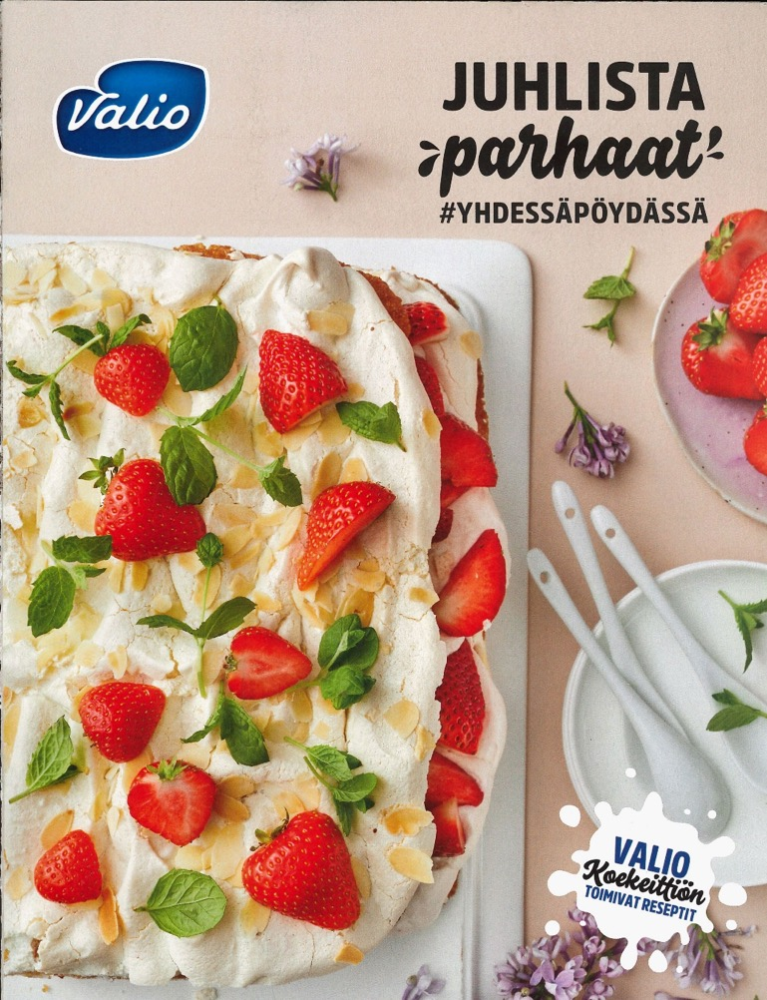 Valio
JUHLISTA
parhaat
#YHDESSÄPÖYDÄSSÄ
VALIO
Koekeittiön
TOIMIVAT RESEPTIT